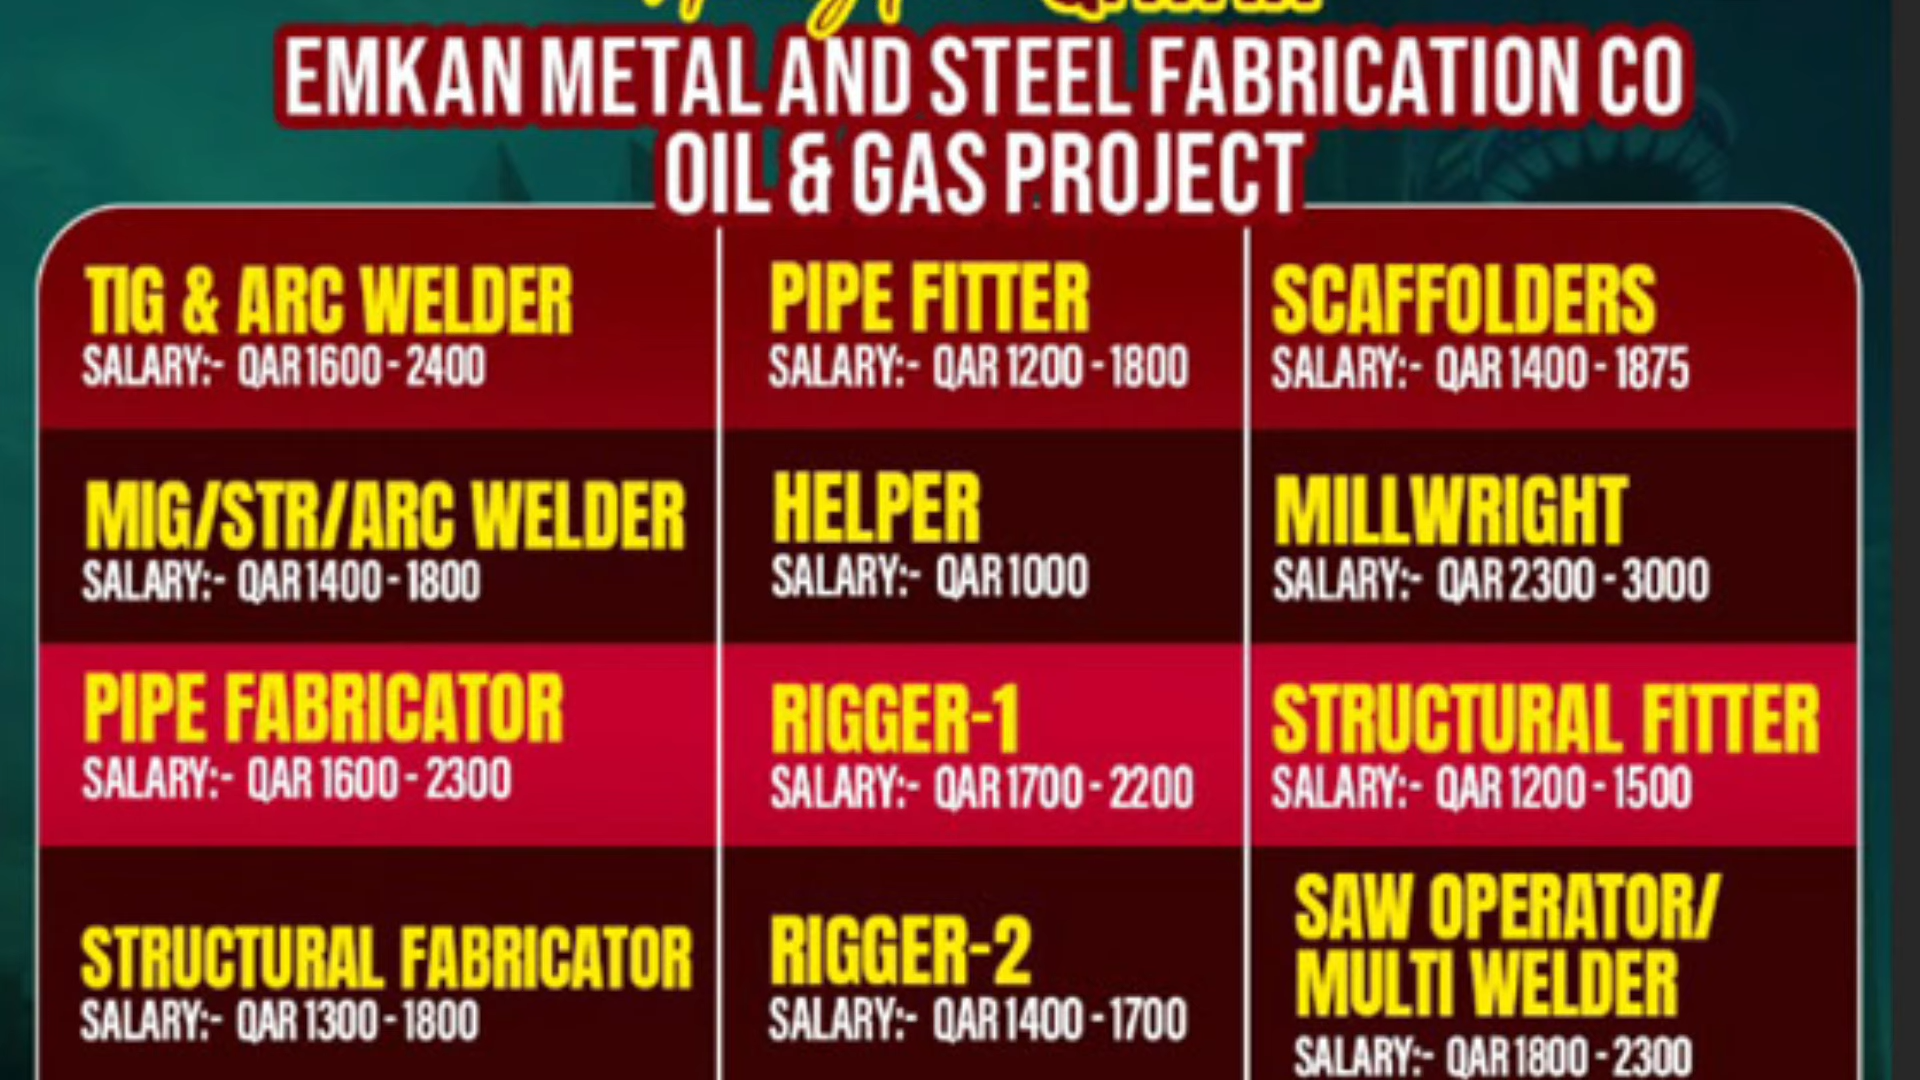 EMKAN METAL AND STEEL FABRICATION CO
OIL & GAS PROJECT
TIG & ARC WELDER
SALARY:- QAR 1600 - 2400
PIPE FITTER
SALARY:- QAR 1200 - 1800
SCAFFOLDERS
SALARY:- QAR 1400 - 1875
MIG/STR/ARC WELDER
SALARY:- QAR 1400 - 1800
HELPER
SALARY:- QAR 1000
MILLWRIGHT
SALARY:- QAR 2300 - 3000
PIPE FABRICATOR
SALARY:- QAR 1600 - 2300
RIGGER-1
SALARY:- QAR 1700 - 2200
STRUCTURAL FITTER
SALARY:- QAR 1200 - 1500
STRUCTURAL FABRICATOR
SALARY:- QAR 1300 - 1800
RIGGER-2
SALARY:- QAR 1400 - 1700
SAW OPERATOR/
MULTI WELDER
SALARY:- QAR 1800 - 2300